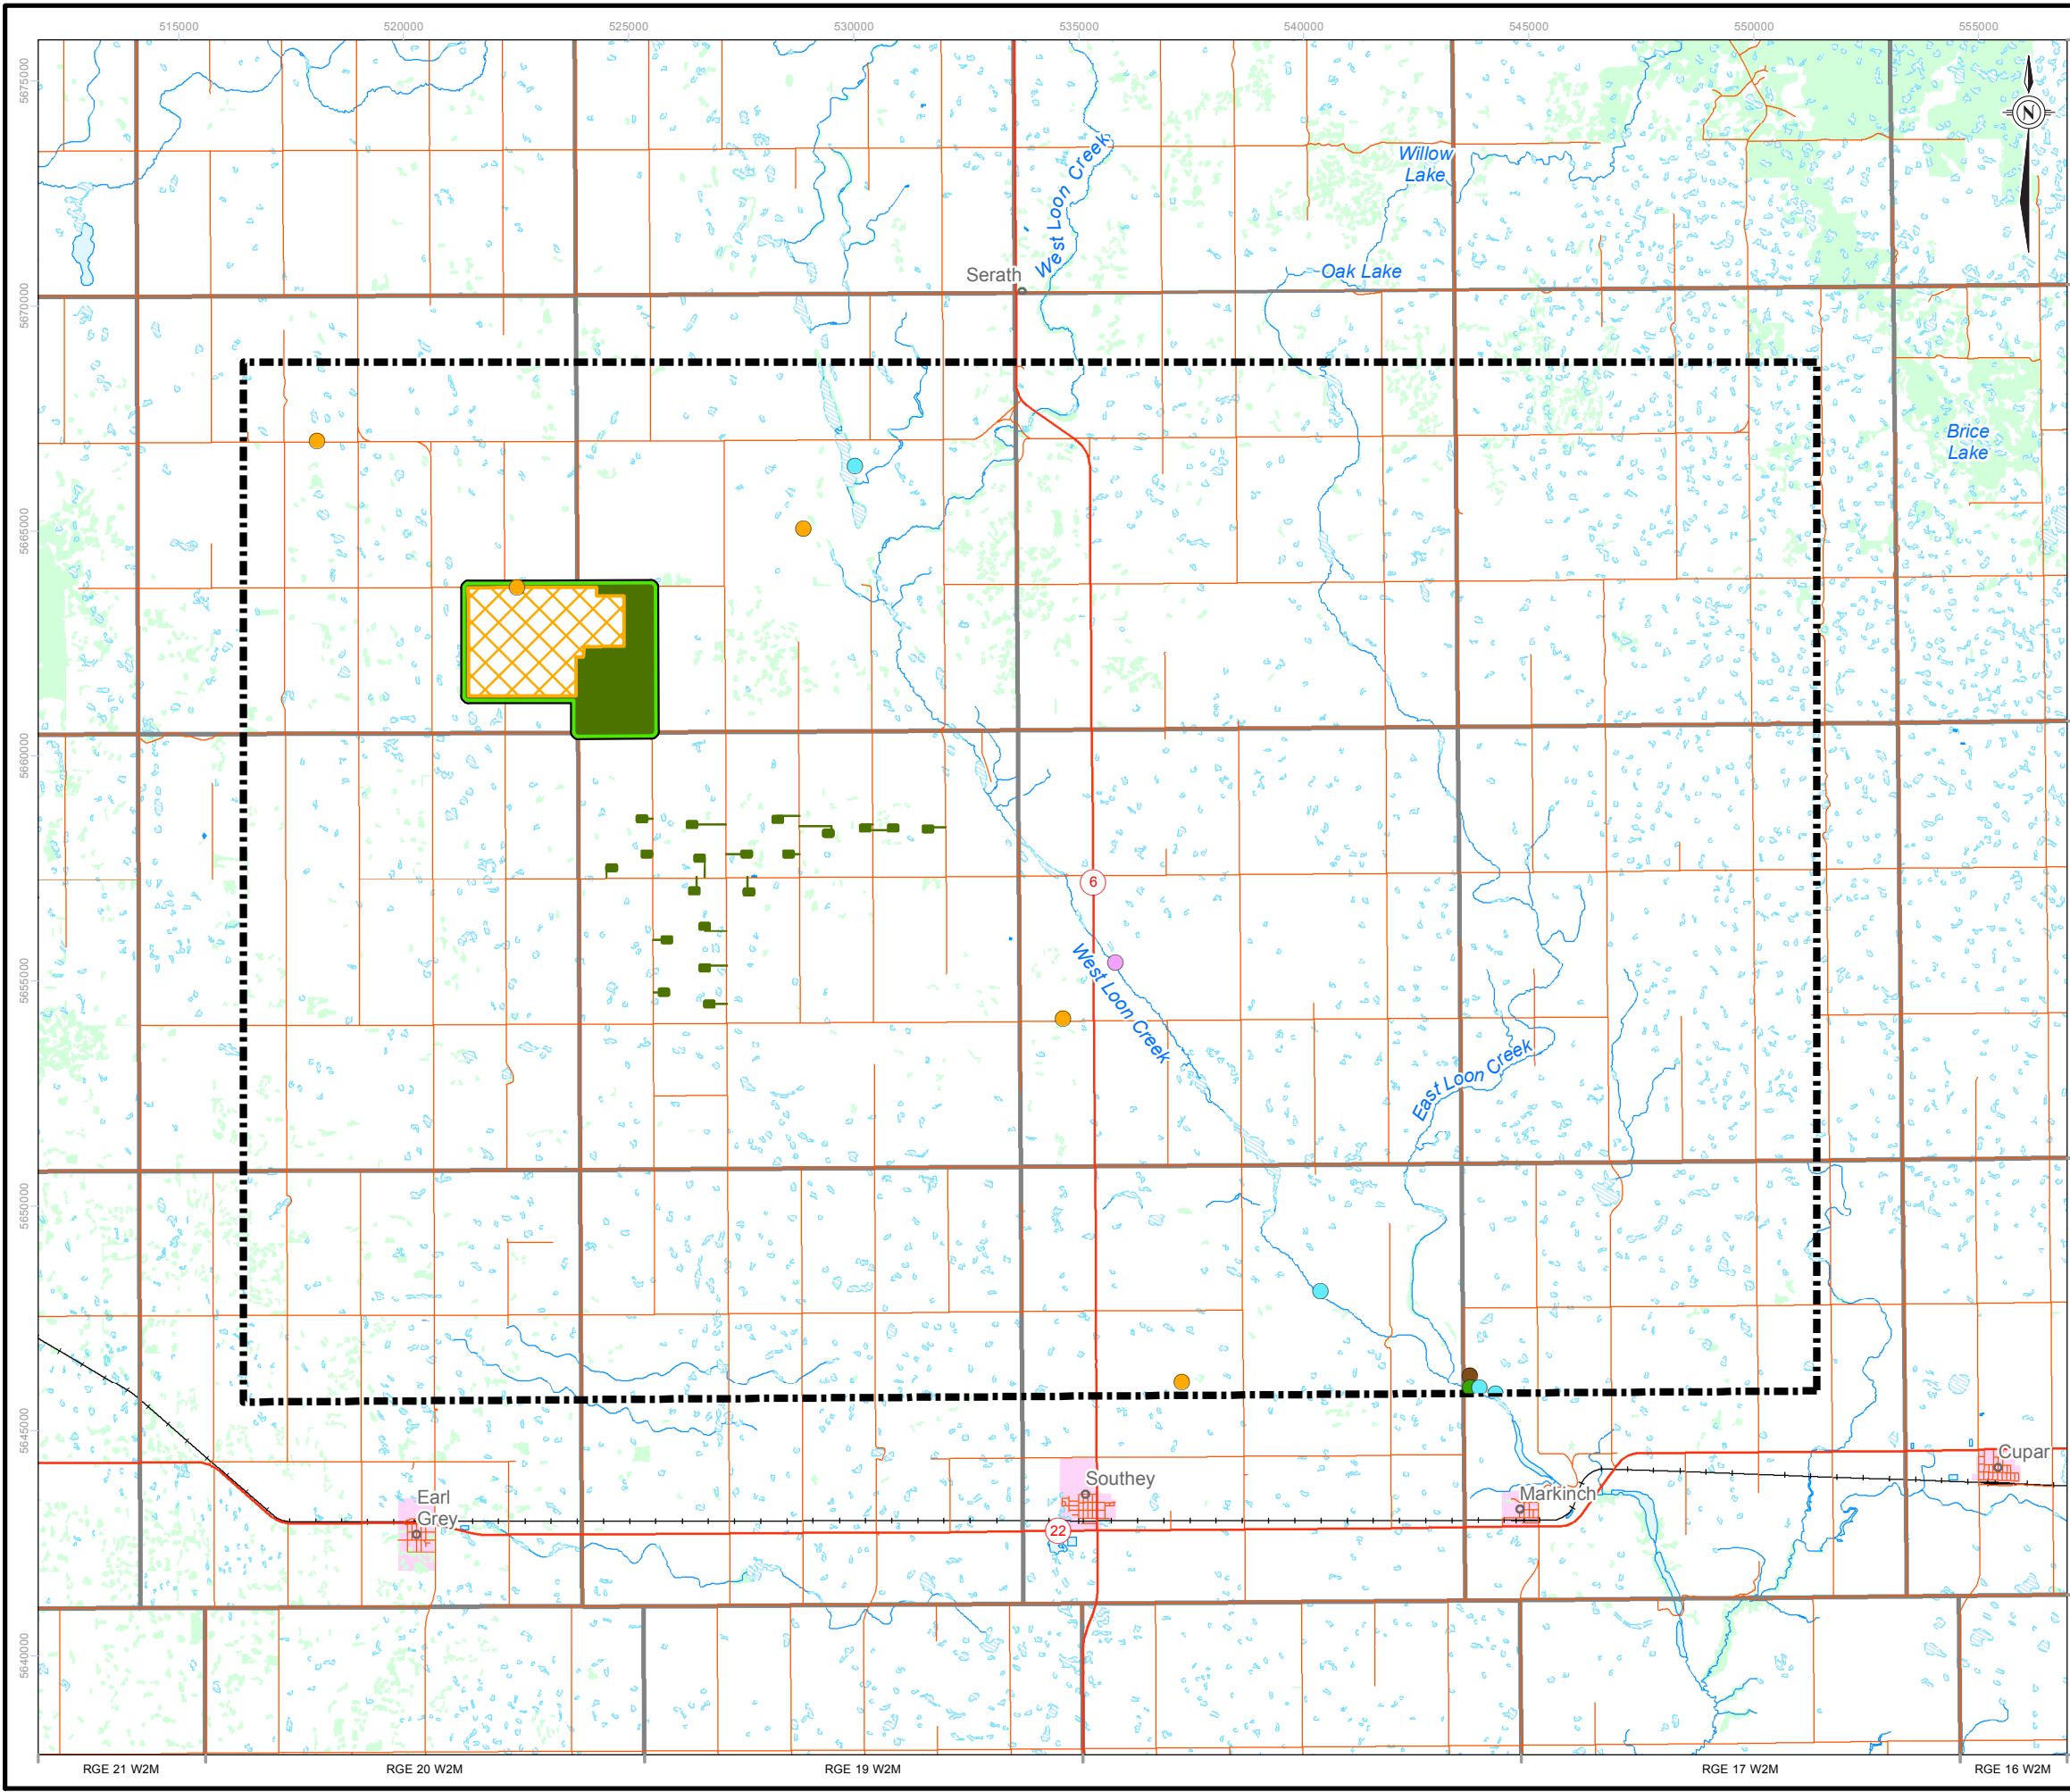 515000 520000 525000 530000 535000 540000 545000 550000 555000
5675000
5670000
5665000
5660000
5655000
5650000
5645000
5640000
N
West Loon Creek
Willow
Lake
Serath
Oak Lake
Brice
Lake
6
West Loon Creek
East Loon Creek
Cupar
Southey
Earl
Grey
Markinch
22
RGE 21 W2M RGE 20 W2M RGE 19 W2M RGE 17 W2M RGE 16 W2M